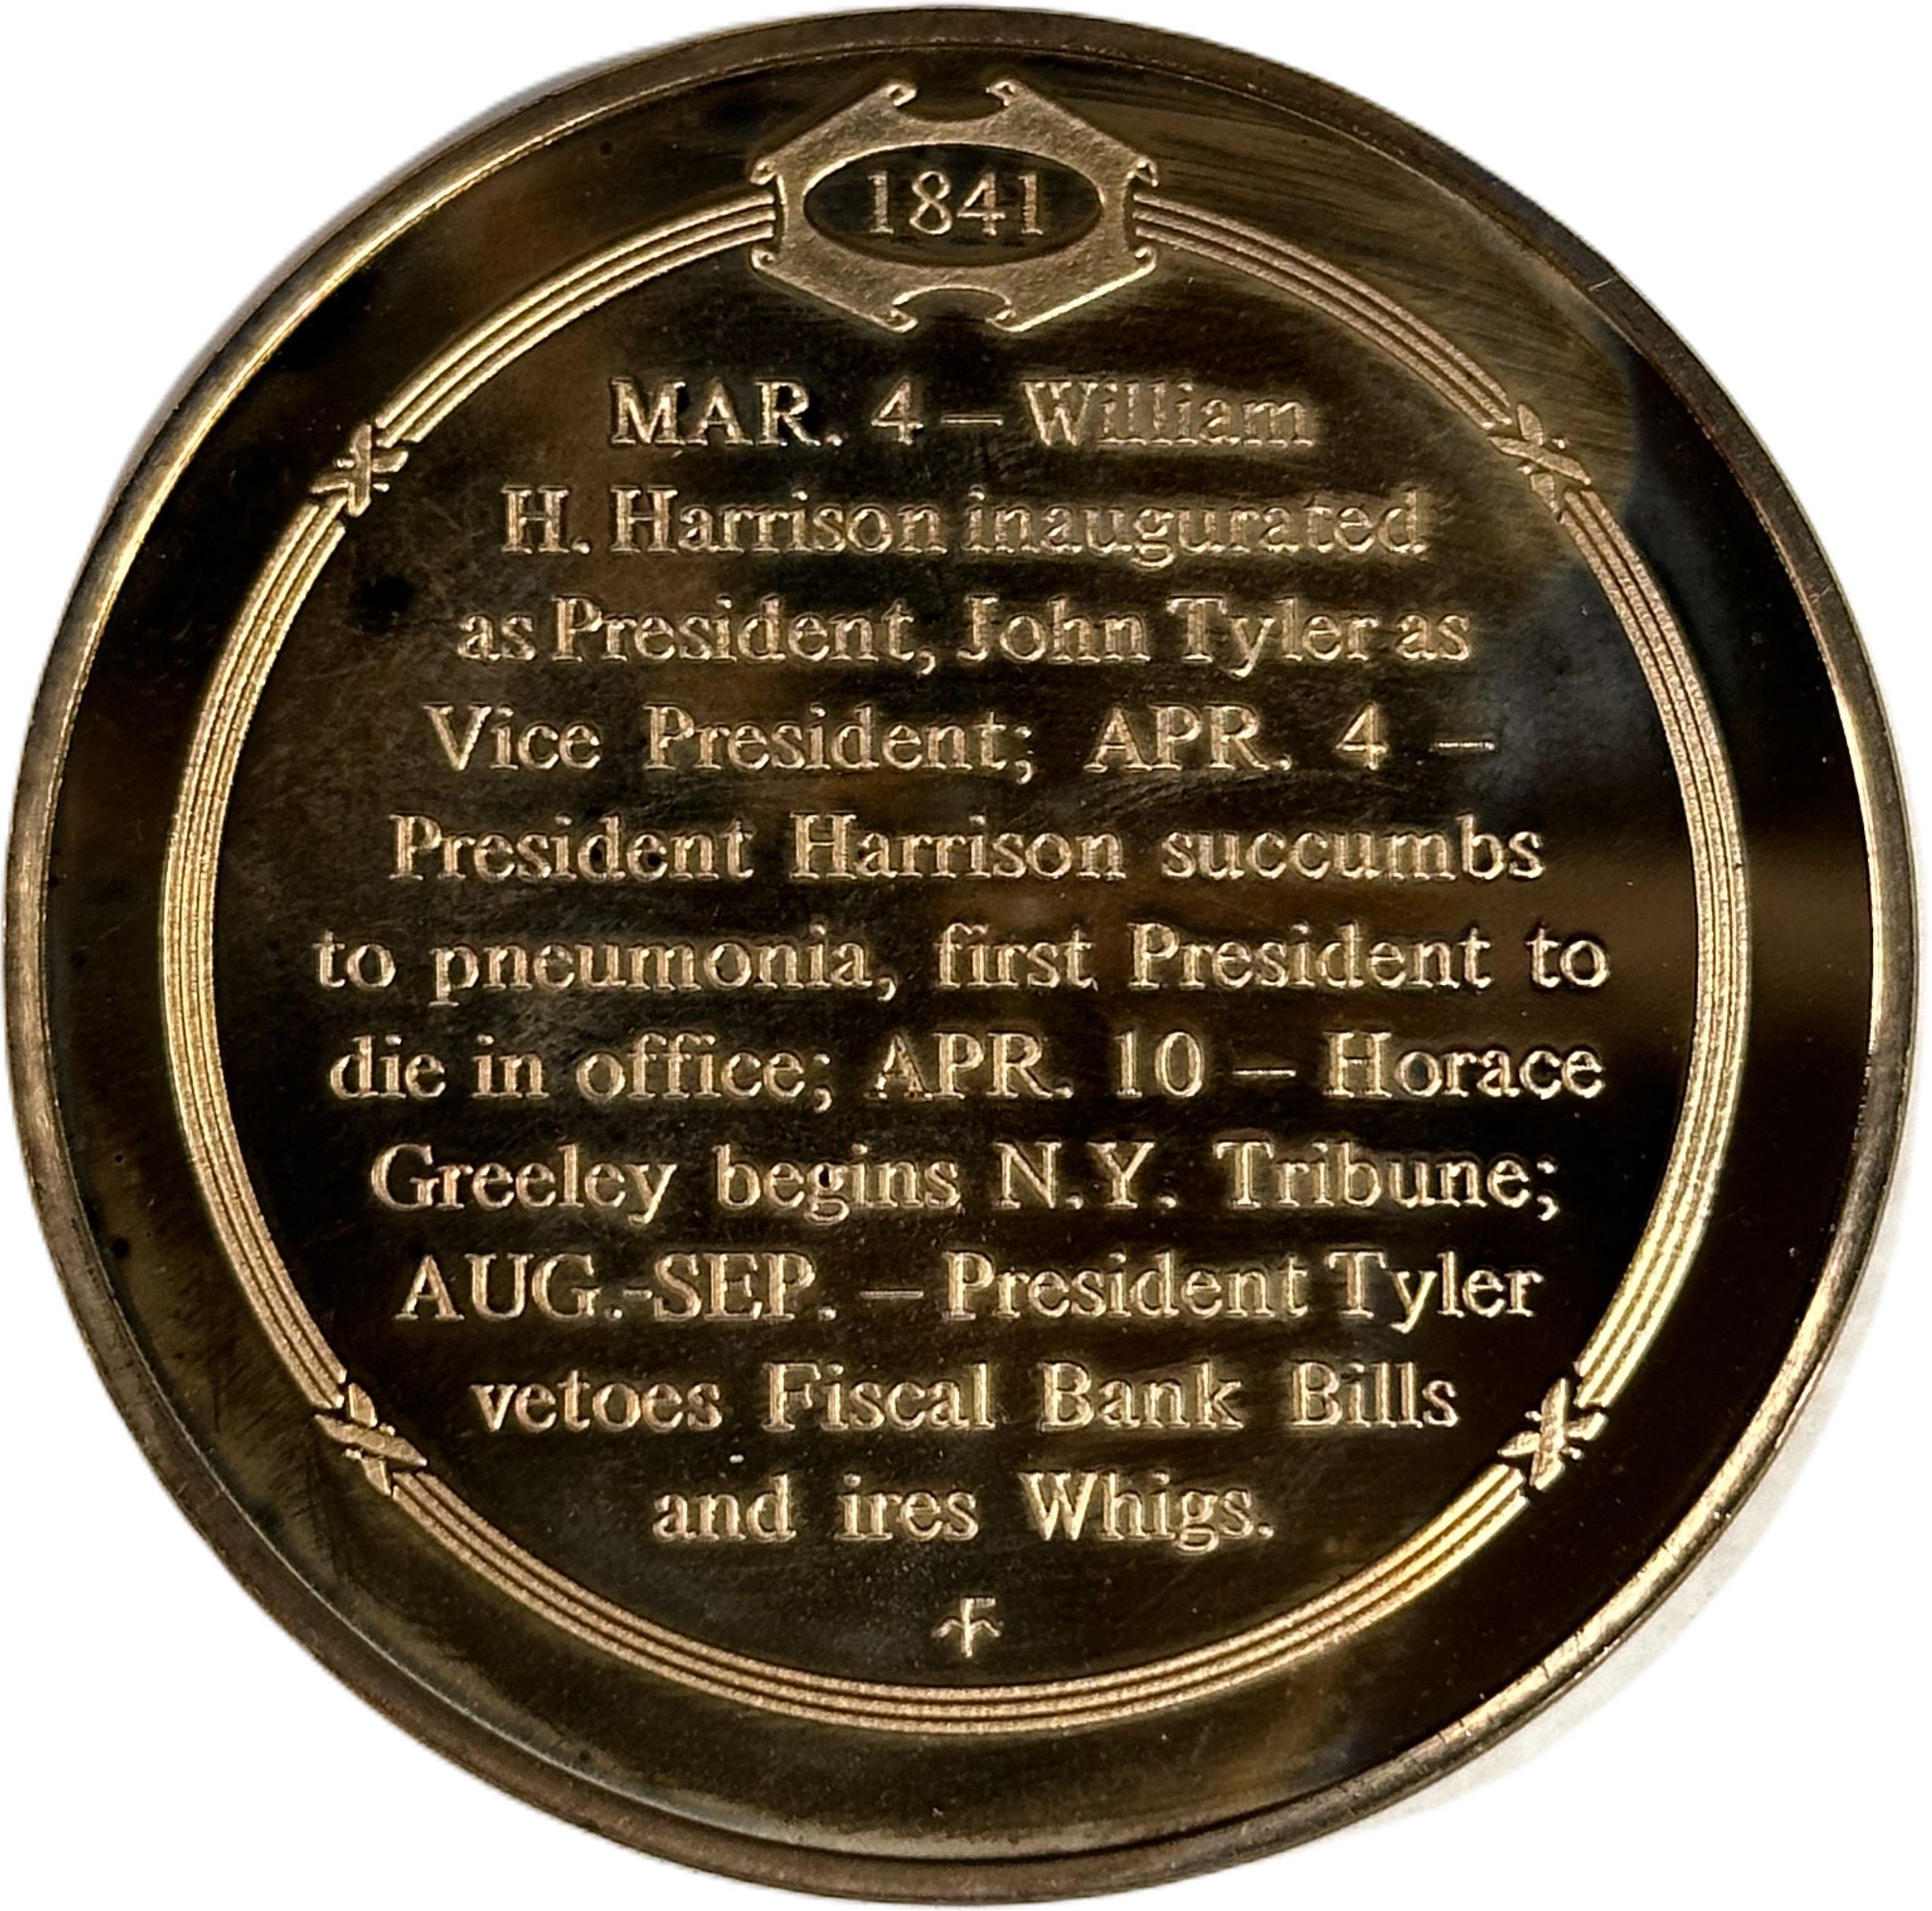 1841
MAR. 4 – William
H. Harrison inaugurated
as President, John Tyler as
Vice President; APR. 4 –
President Harrison succumbs
to pneumonia, first President to
die in office; APR. 10 – Horace
Greeley begins N.Y. Tribune;
AUG.-SEP. – President Tyler
vetoes Fiscal Bank Bills
and ires Whigs.